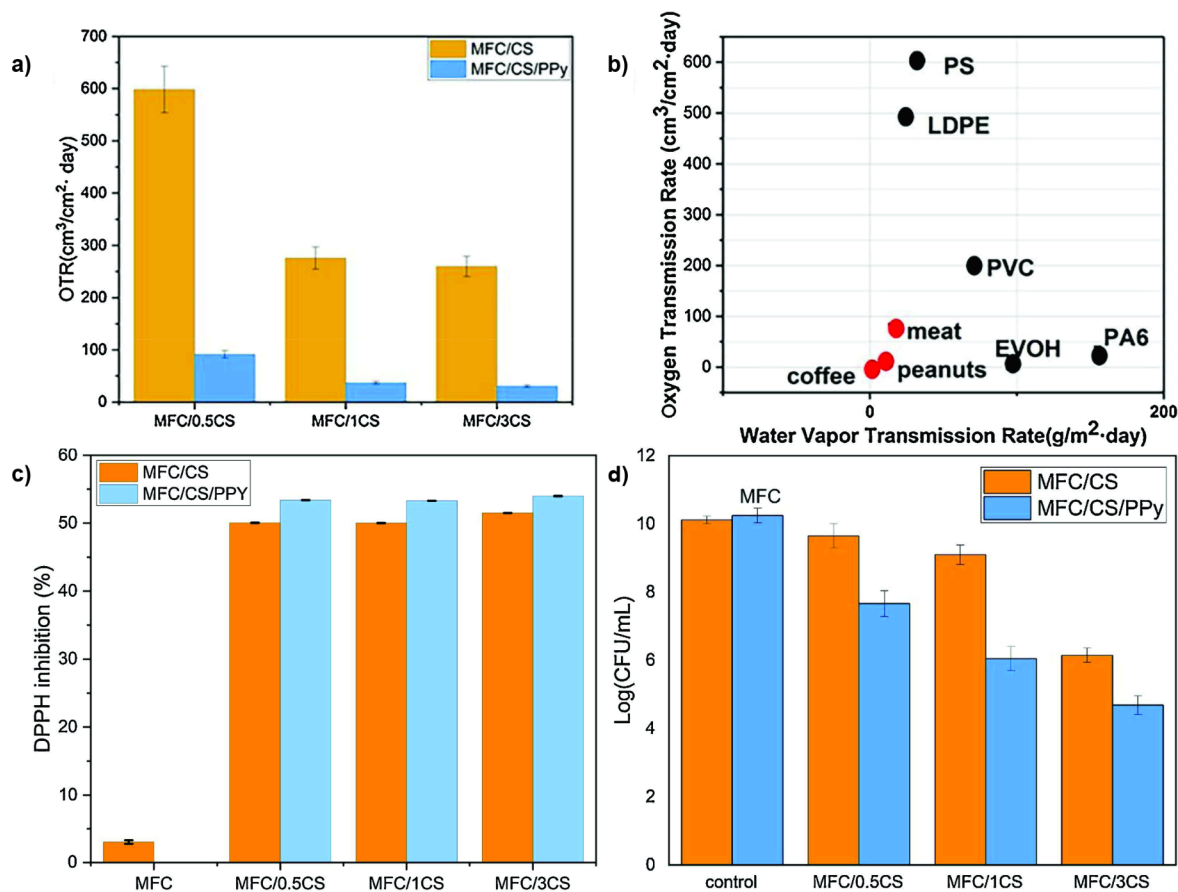 a)
OTR(cm³/cm²· day)
700
600
500
400
300
200
100
0
MFC/CS
MFC/CS/PPy
MFC/0.5CS
MFC/1CS
MFC/3CS
b)
Oxygen Transmission Rate (cm³/cm²·day)
600
500
400
300
200
100
0
PS
LDPE
PVC
meat
EVOH
PA6
coffee
peanuts
0
200
Water Vapor Transmission Rate(g/m²·day)
c)
DPPH inhibition (%)
60
50
40
30
20
10
0
MFC/CS
MFC/CS/PPY
MFC
MFC/0.5CS
MFC/1CS
MFC/3CS
d)
Log(CFU/mL)
12
10
8
6
4
2
0
MFC
MFC/CS
MFC/CS/PPy
control
MFC/0.5CS
MFC/1CS
MFC/3CS